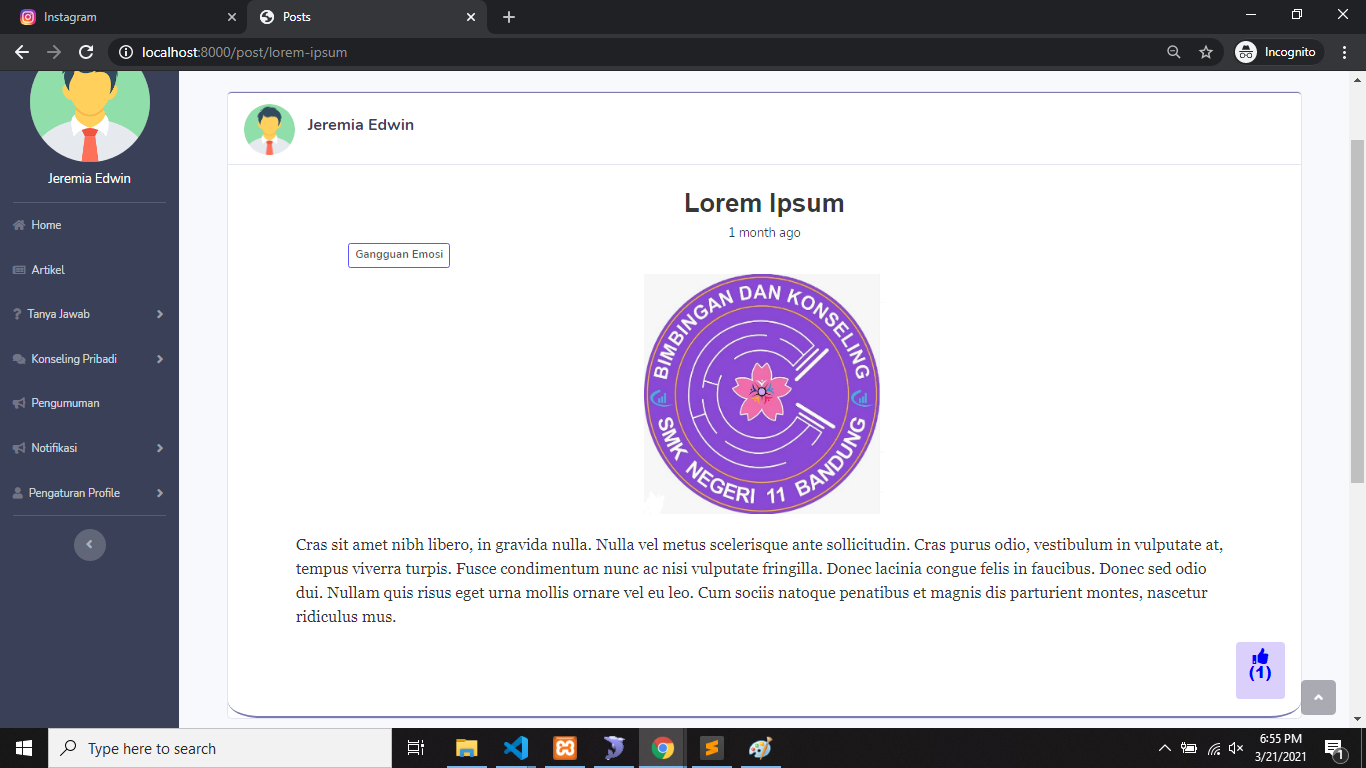 Instagram
Posts
localhost:8000/post/lorem-ipsum
Incognito
Jeremia Edwin
Home
Artikel
Tanya Jawab
Konseling Pribadi
Pengumuman
Notifikasi
Pengaturan Profile
Jeremia Edwin
Lorem Ipsum
1 month ago
Gangguan Emosi
BIMBINGAN DAN KONSELING
SMK NEGERI 11 BANDUNG
Cras sit amet nibh libero, in gravida nulla. Nulla vel metus scelerisque ante sollicitudin. Cras purus odio, vestibulum in vulputate at,
tempus viverra turpis. Fusce condimentum nunc ac nisi vulputate fringilla. Donec lacinia congue felis in faucibus. Donec sed odio
dui. Nullam quis risus eget urna mollis ornare vel eu leo. Cum sociis natoque penatibus et magnis dis parturient montes, nascetur
ridiculus mus.
(1)
Type here to search
6:55 PM
3/21/2021
1